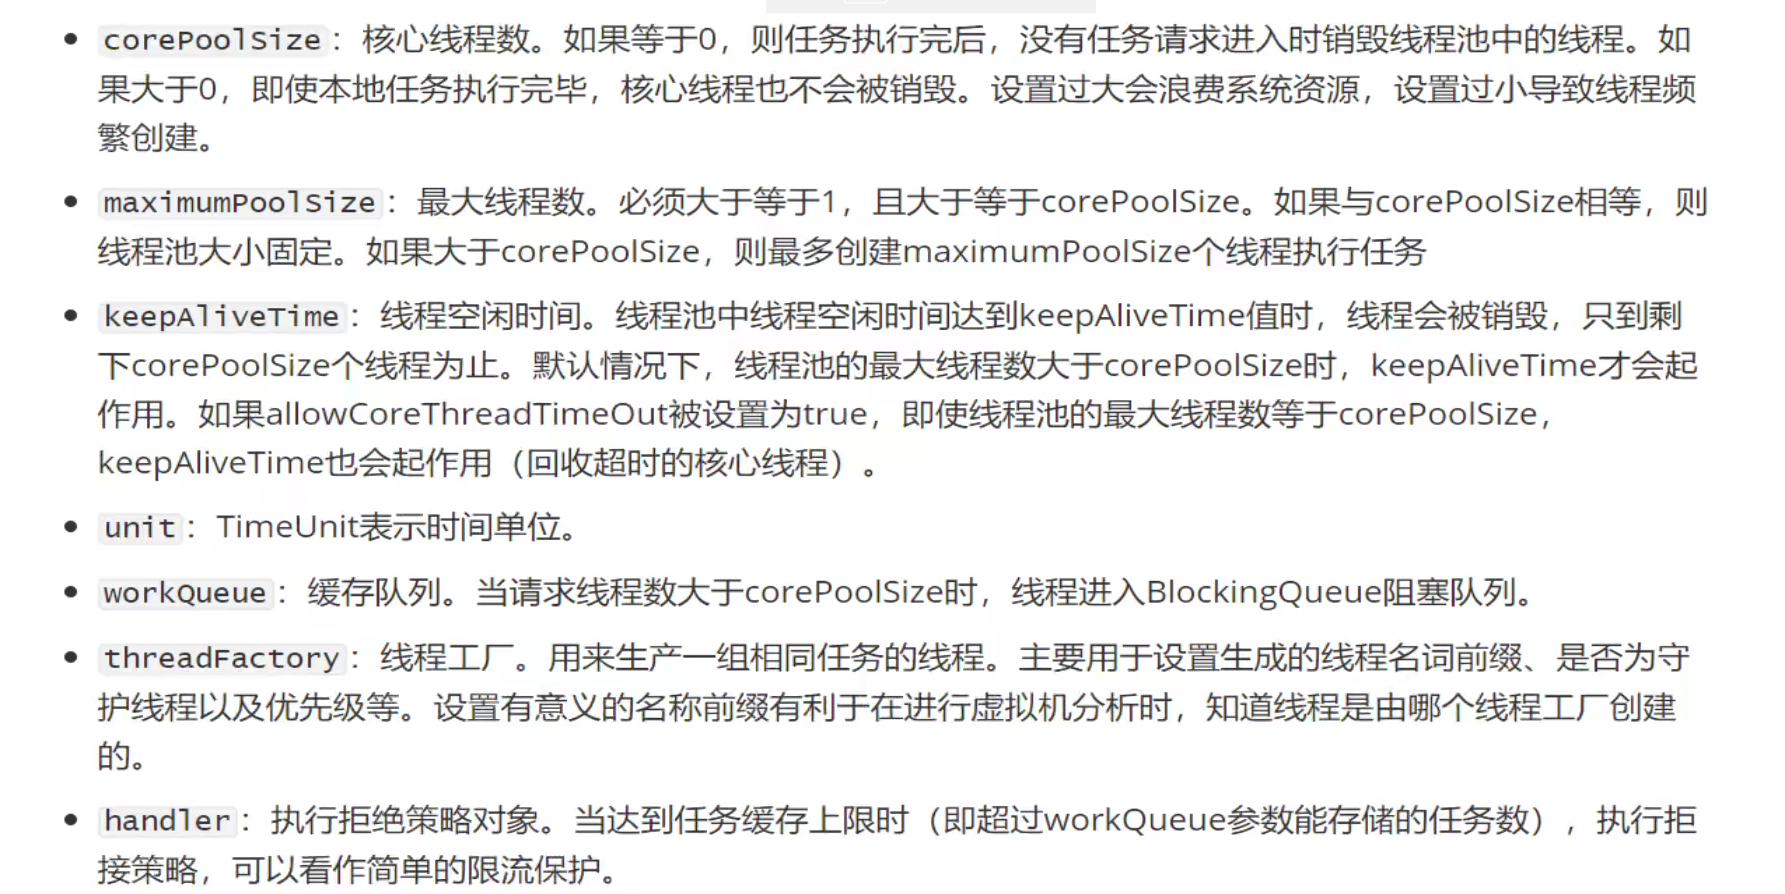 corePoolSize：核心线程数。如果等于0，则任务执行完后，没有任务请求进入时销毁线程池中的线程。如
果大于0，即使本地任务执行完毕，核心线程也不会被销毁。设置过大会浪费系统资源，设置过小导致线程频
繁创建。
maximumPoolSize：最大线程数。必须大于等于1，且大于等于corePoolSize。如果与corePoolSize相等，则
线程池大小固定。如果大于corePoolSize，则最多创建maximumPoolSize个线程执行任务
keepAliveTime：线程空闲时间。线程池中线程空闲时间达到keepAliveTime值时，线程会被销毁，只到剩
下corePoolSize个线程为止。默认情况下，线程池的最大线程数大于corePoolSize时，keepAliveTime才会起
作用。如果allowCoreThreadTimeOut被设置为true，即使线程池的最大线程数等于corePoolSize，
keepAliveTime也会起作用（回收超时的核心线程）。
unit：TimeUnit表示时间单位。
workQueue：缓存队列。当请求线程数大于corePoolSize时，线程进入BlockingQueue阻塞队列。
threadFactory：线程工厂。用来生产一组相同任务的线程。主要用于设置生成的线程名词前缀、是否为守
护线程以及优先级等。设置有意义的名称前缀有利于在进行虚拟机分析时，知道线程是由哪个线程工厂创建
的。
handler：执行拒绝策略对象。当达到任务缓存上限时（即超过workQueue参数能存储的任务数），执行拒
接策略，可以看作简单的限流保护。